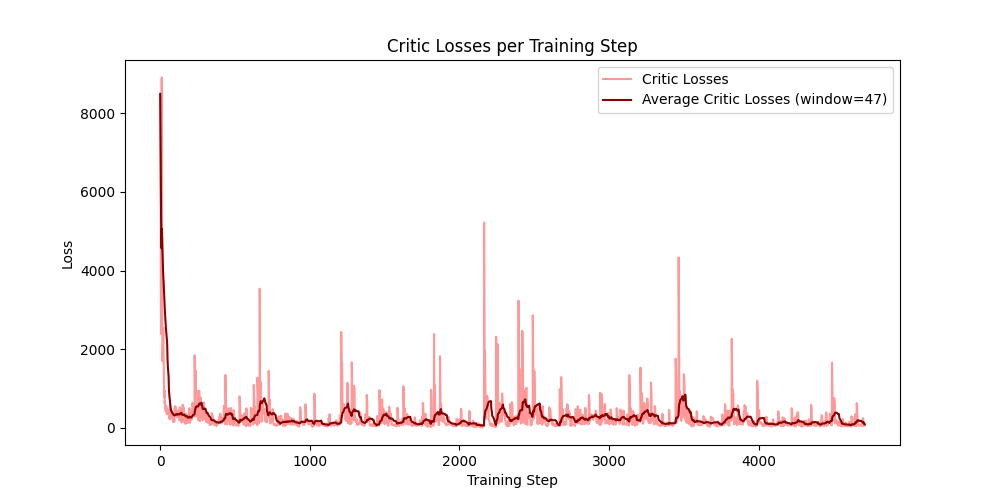 Critic Losses per Training Step
Critic Losses
Average Critic Losses (window=47)
Loss
8000
6000
4000
2000
0
0 1000 2000 3000 4000
Training Step